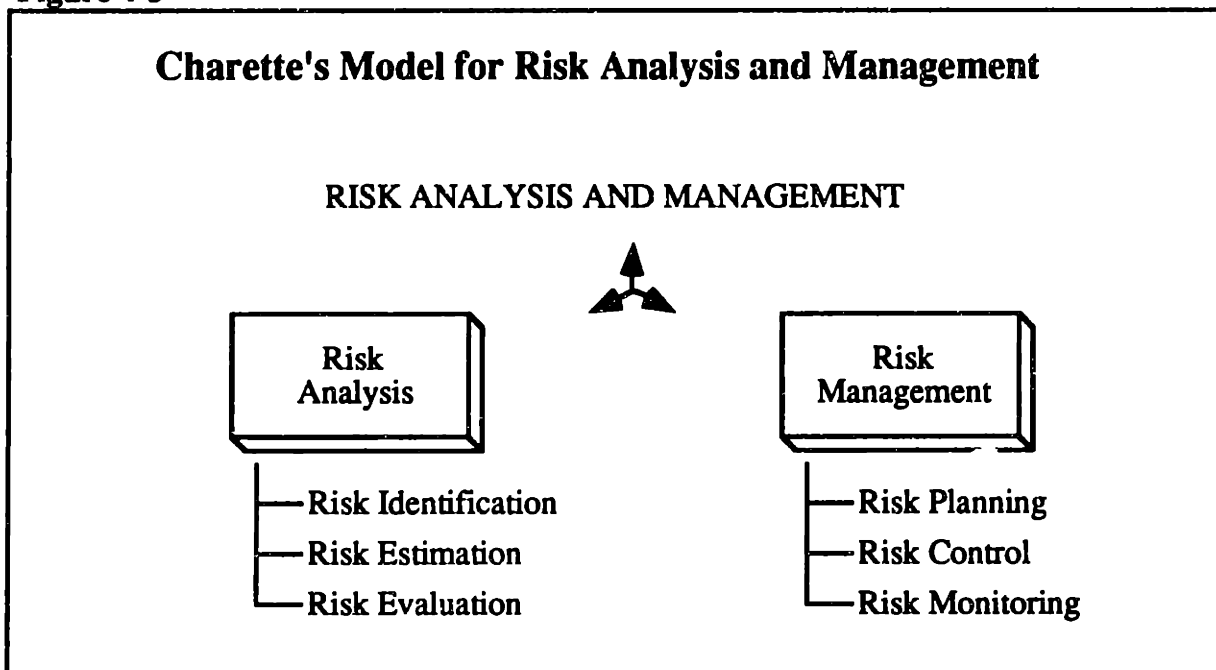 Charette's Model for Risk Analysis and Management
RISK ANALYSIS AND MANAGEMENT
Risk
Analysis
Risk Identification
Risk Estimation
Risk Evaluation
Risk
Management
Risk Planning
Risk Control
Risk Monitoring